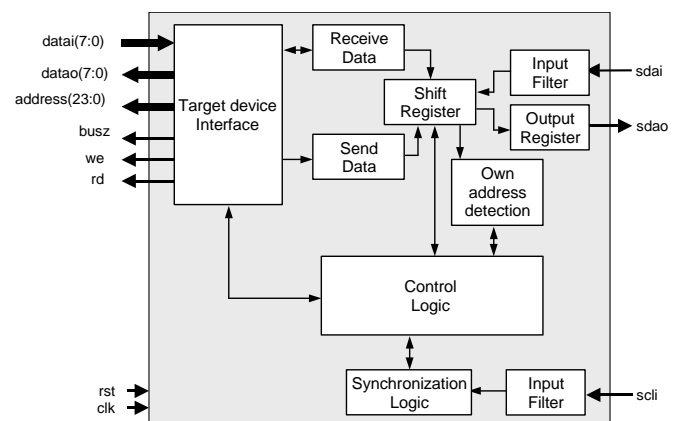 datai(7:0)
datao(7:0)
address(23:0)
busz
we
rd
rst
clk
Target device
Interface
Receive
Data
Send
Data
Shift
Register
Input
Filter
Output
Register
Own
address
detection
Control
Logic
Synchronization
Logic
Input
Filter
sdai
sdao
scli